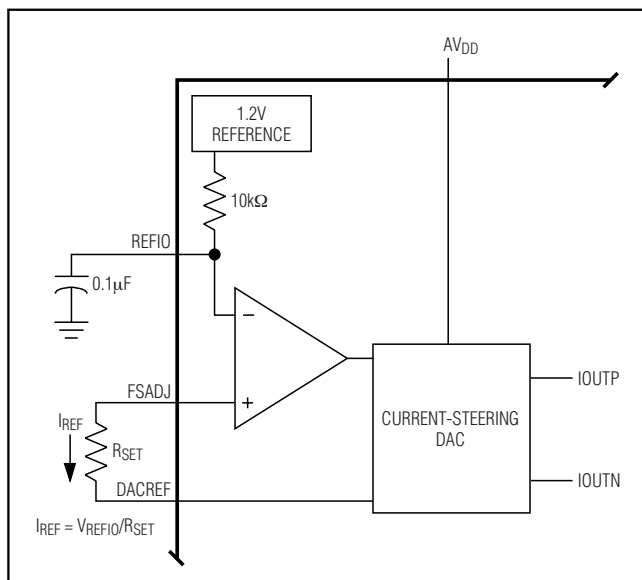 AVDD
1.2V
REFERENCE
10kΩ
REFIO
0.1µF
−
+
FSADJ
IREF
RSET
DACREF
CURRENT-STEERING
DAC
IOUTP
IOUTN
IREF = VREFIO/RSET